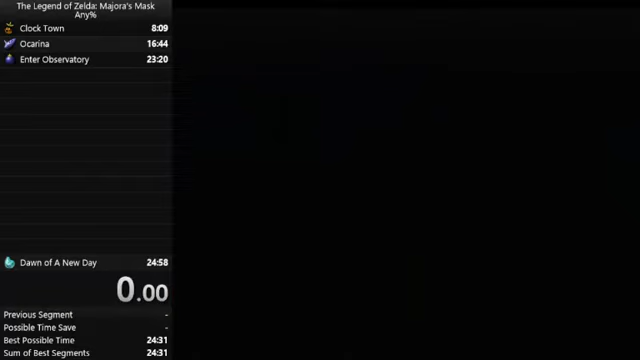 The Legend of Zelda: Majora's Mask
Any%
Clock Town 8:09
Ocarina 16:44
Enter Observatory 23:20
Dawn of A New Day 24:58
0.00
Previous Segment -
Possible Time Save -
Best Possible Time 24:31
Sum of Best Segments 24:31